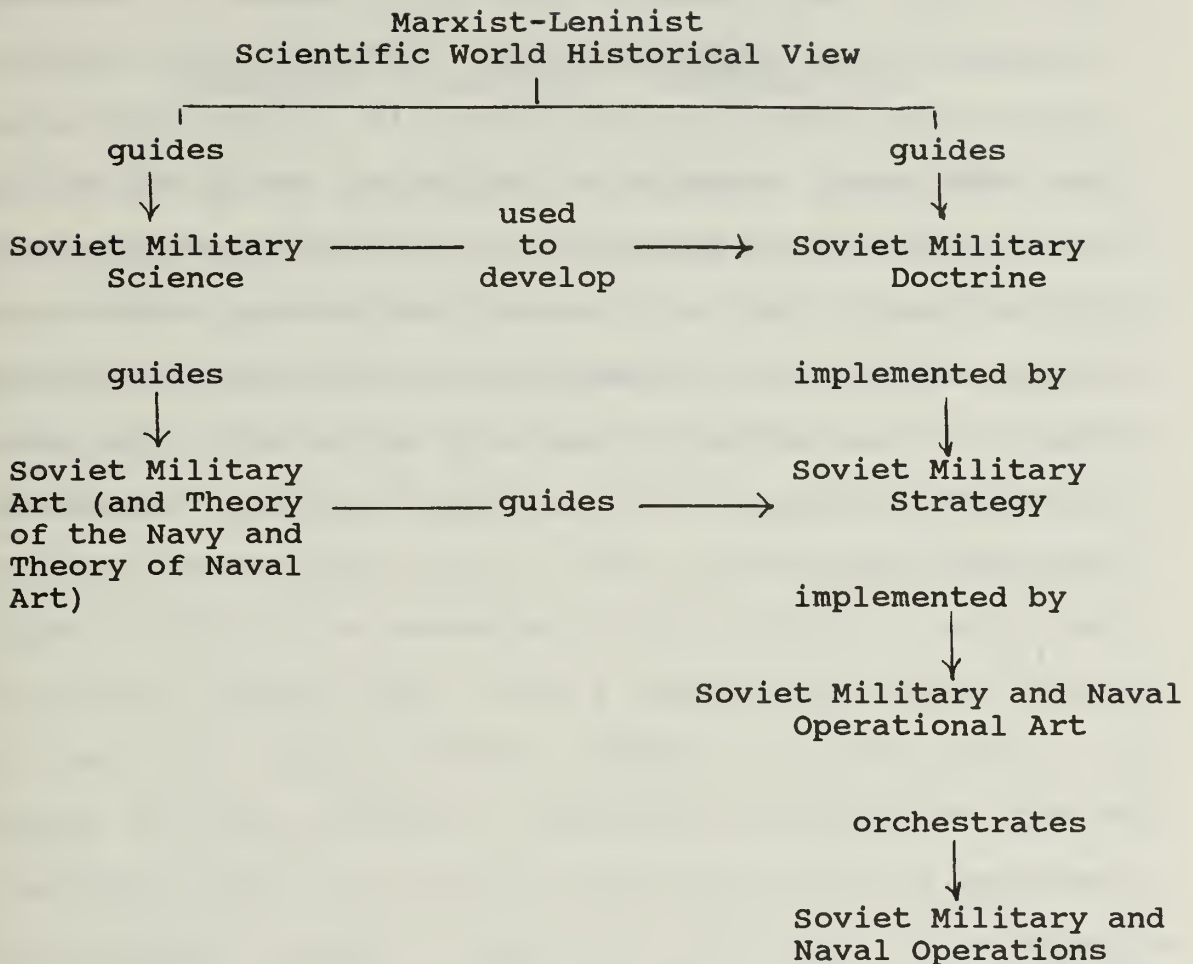 Marxist-Leninist
Scientific World Historical View
guides
guides
used
to
develop
Soviet Military
Science
Soviet Military
Doctrine
guides
implemented by
Soviet Military
Art (and Theory
of the Navy and
Theory of Naval
Art)
guides
Soviet Military
Strategy
implemented by
Soviet Military and Naval
Operational Art
orchestrates
Soviet Military and
Naval Operations